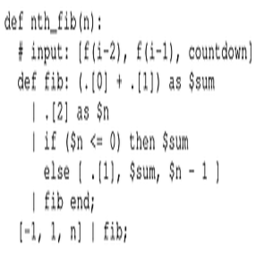 def nth_fib(n):
# input: [f(i-2), f(i-1), countdown]
def fib: (.[0] + .[1]) as $sum
| .[2] as $n
| if ($n <= 0) then $sum
else [ .[1], $sum, $n - 1 ]
| fib end;
[-1, 1, n] | fib;